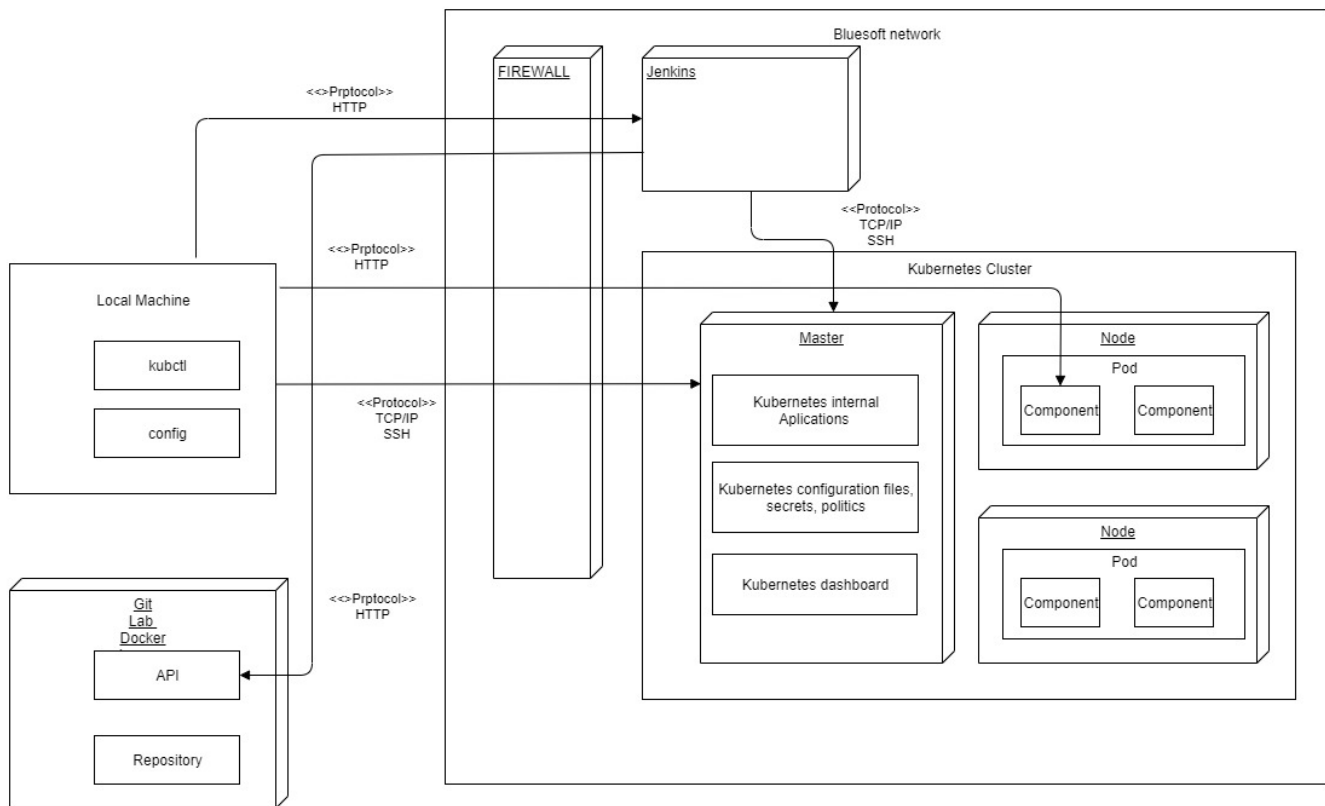 Bluesoft network
FIREWALL
Jenkins
<<>Prptocol>>
HTTP
<<Protocol>>
TCP/IP
SSH
<<>Prptocol>>
HTTP
Kubernetes Cluster
Local Machine
kubctl
config
<<Protocol>>
TCP/IP
SSH
Master
Kubernetes internal
Aplications
Kubernetes configuration files,
secrets, politics
Kubernetes dashboard
Node
Pod
Component
Component
Node
Pod
Component
Component
<<>Prptocol>>
HTTP
Git
Lab
Docker
API
Repository